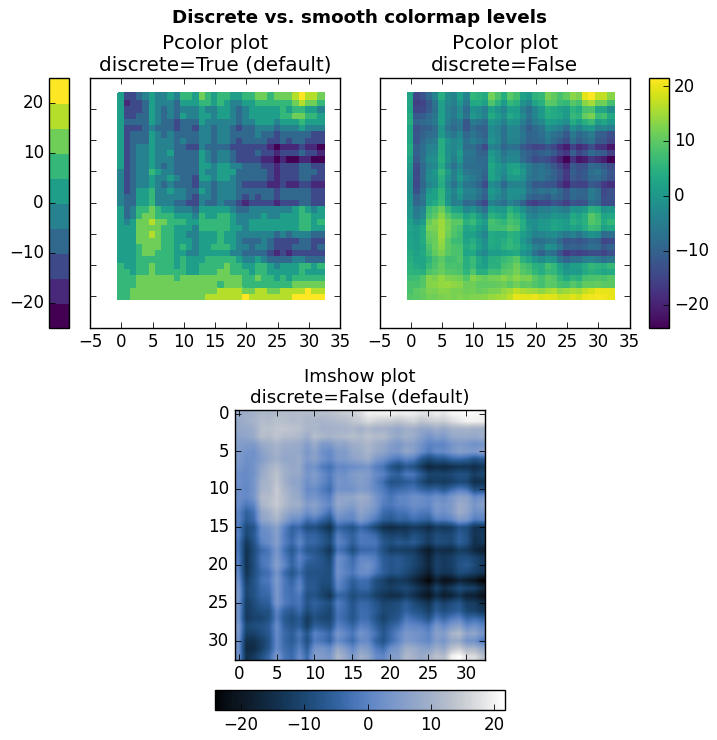 Discrete vs. smooth colormap levels
Pcolor plot
discrete=True (default)
Pcolor plot
discrete=False
20
10
0
−10
−20
−5 0 5 10 15 20 25 30 35
−5 0 5 10 15 20 25 30 35
20
10
0
−10
−20
Imshow plot
discrete=False (default)
0
5
10
15
20
25
30
0 5 10 15 20 25 30
−20 −10 0 10 20